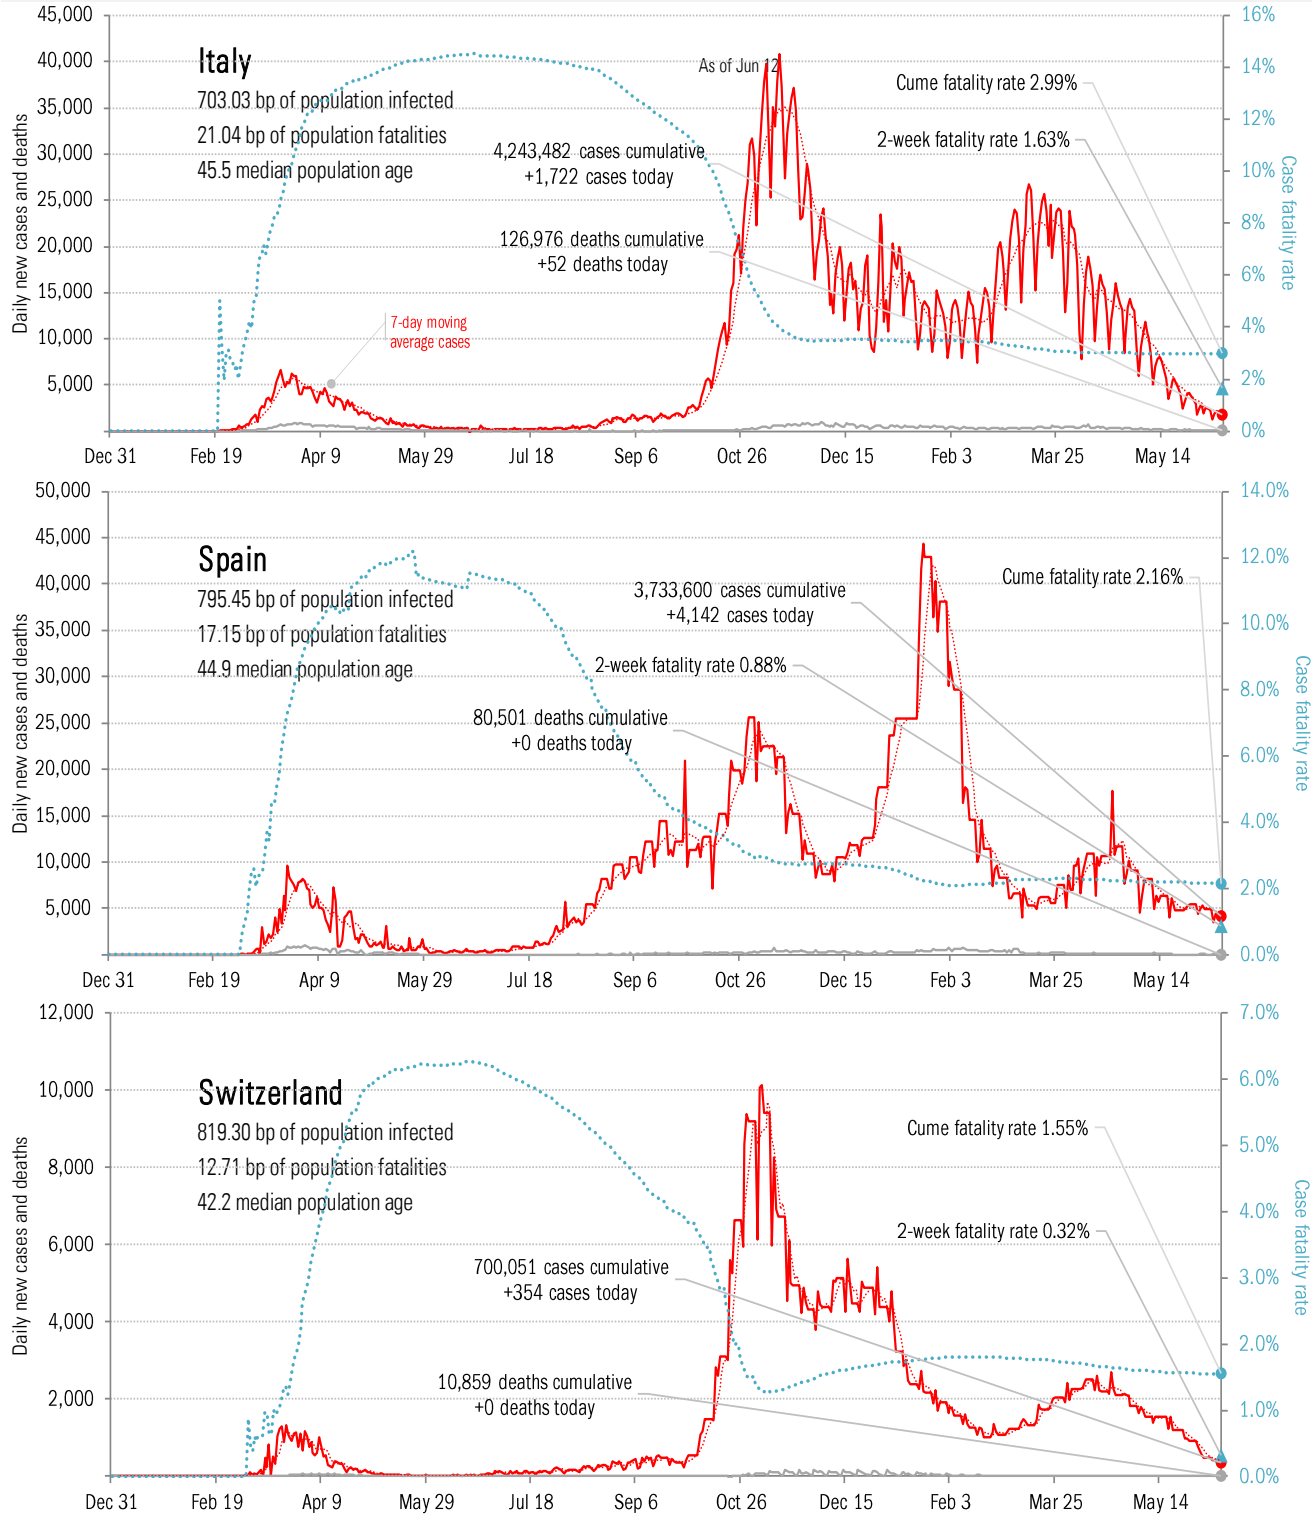 45,000
40,000
35,000
30,000
25,000
20,000
15,000
10,000
5,000
Daily new cases and deaths
Italy
703.03 bp of population infected
21.04 bp of population fatalities
45.5 median population age
As of Jun 12
4,243,482 cases cumulative
+1,722 cases today
126,976 deaths cumulative
+52 deaths today
7-day moving
average cases
Cume fatality rate 2.99%
2-week fatality rate 1.63%
16%
14%
12%
10%
8%
6%
4%
2%
0%
Case fatality rate
Dec 31 Feb 19 Apr 9 May 29 Jul 18 Sep 6 Oct 26 Dec 15 Feb 3 Mar 25 May 14
50,000
45,000
40,000
35,000
30,000
25,000
20,000
15,000
10,000
5,000
Daily new cases and deaths
Spain
795.45 bp of population infected
17.15 bp of population fatalities
44.9 median population age
3,733,600 cases cumulative
+4,142 cases today
2-week fatality rate 0.88%
80,501 deaths cumulative
+0 deaths today
Cume fatality rate 2.16%
14.0%
12.0%
10.0%
8.0%
6.0%
4.0%
2.0%
0.0%
Case fatality rate
Dec 31 Feb 19 Apr 9 May 29 Jul 18 Sep 6 Oct 26 Dec 15 Feb 3 Mar 25 May 14
12,000
10,000
8,000
6,000
4,000
2,000
Daily new cases and deaths
Switzerland
819.30 bp of population infected
12.71 bp of population fatalities
42.2 median population age
700,051 cases cumulative
+354 cases today
10,859 deaths cumulative
+0 deaths today
Cume fatality rate 1.55%
2-week fatality rate 0.32%
7.0%
6.0%
5.0%
4.0%
3.0%
2.0%
1.0%
0.0%
Case fatality rate
Dec 31 Feb 19 Apr 9 May 29 Jul 18 Sep 6 Oct 26 Dec 15 Feb 3 Mar 25 May 14